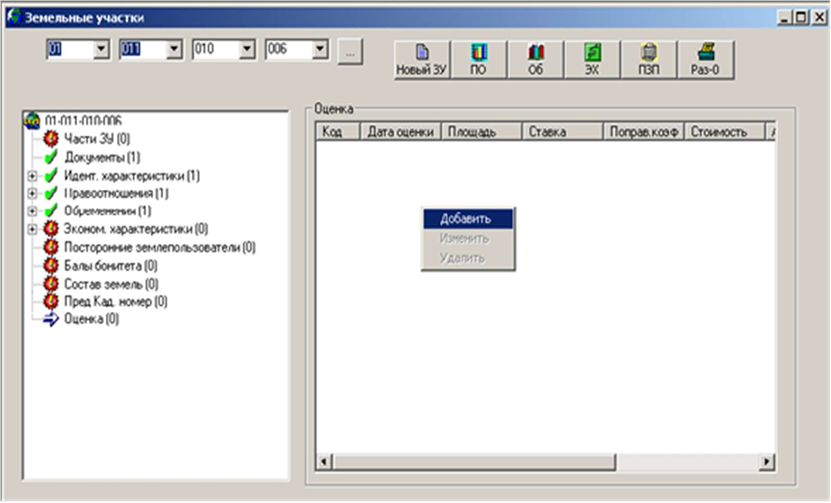 Земельные участки
01 011 010 006 ...
Новый ЗУ ПО Об ЭХ ПЗП Раз-0
01-011-010-006
Части ЗУ (0)
Документы (1)
Идент. характеристики (1)
Правоотношения (1)
Обременения (1)
Эконом. характеристики (0)
Посторонние землепользователи (0)
Балы бонитета (0)
Состав земель (0)
Пред Кад. номер (0)
Оценка (0)
Оценка
Код Дата оценки Площадь Ставка Поправ.коэф Стоимость
Добавить
Изменить
Удалить